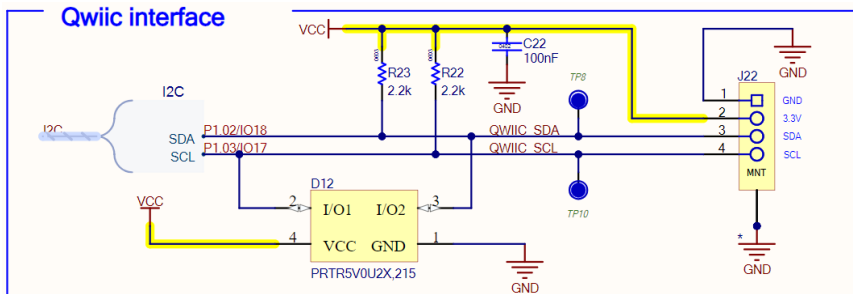 Qwiic interface
VCC
C22
100nF
GND
R23
2.2k
R22
2.2k
TP8
GND
J22
1
GND
2
3.3V
3
SDA
4
SCL
MNT
I2C
I2C
SDA
P1.02/IO18
QWIIC_SDA
SCL
P1.03/IO17
QWIIC_SCL
TP10
D12
2
I/O1
I/O2
3
VCC
4
VCC
GND
1
PRTR5V0U2X,215
GND
*
GND